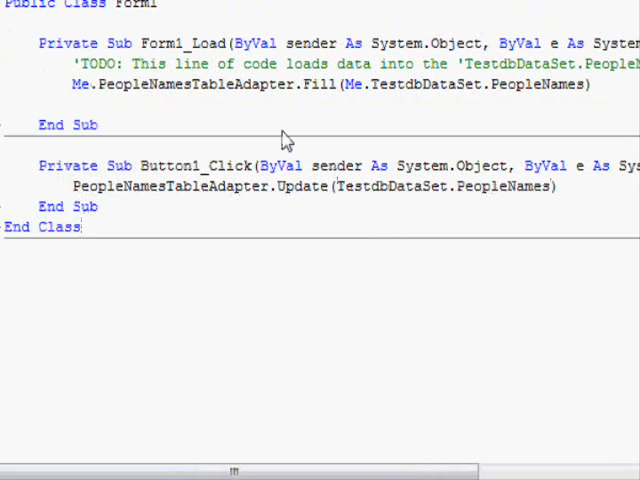 Public Class Form1
Private Sub Form1_Load(ByVal sender As System.Object, ByVal e As System
'TODO: This line of code loads data into the 'TestdbDataSet.PeopleN
Me.PeopleNamesTableAdapter.Fill(Me.TestdbDataSet.PeopleNames)
End Sub
Private Sub Button1_Click(ByVal sender As System.Object, ByVal e As Sys
PeopleNamesTableAdapter.Update(TestdbDataSet.PeopleNames)
End Sub
End Class